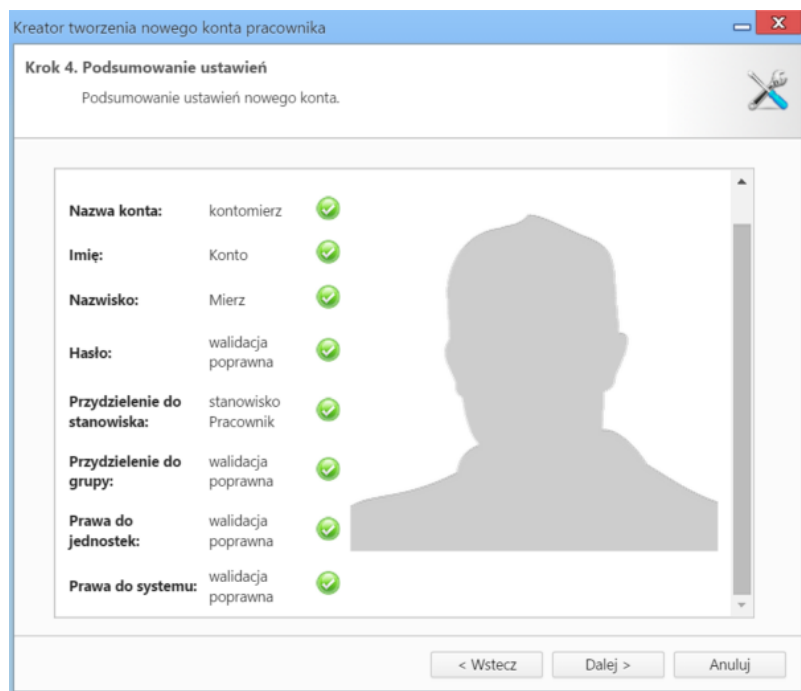 Kreator tworzenia nowego konta pracownika
Krok 4. Podsumowanie ustawień
Podsumowanie ustawień nowego konta.
Nazwa konta: kontomierz
Imię: Konto
Nazwisko: Mierz
Hasło: walidacja
poprawna
Przydzielenie do stanowisko
stanowiska: Pracownik
Przydzielenie do walidacja
grupy: poprawna
Prawa do walidacja
jednostek: poprawna
Prawa do systemu: walidacja
poprawna
< Wstecz Dalej > Anuluj